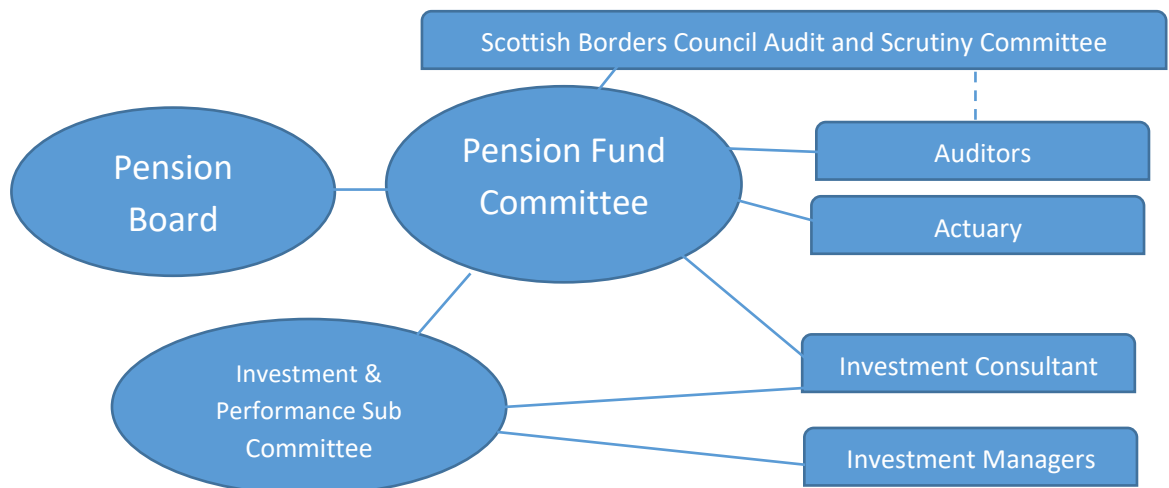 Scottish Borders Council Audit and Scrutiny Committee
Pension
Board
Pension Fund
Committee
Auditors
Actuary
Investment &
Performance Sub
Committee
Investment Consultant
Investment Managers